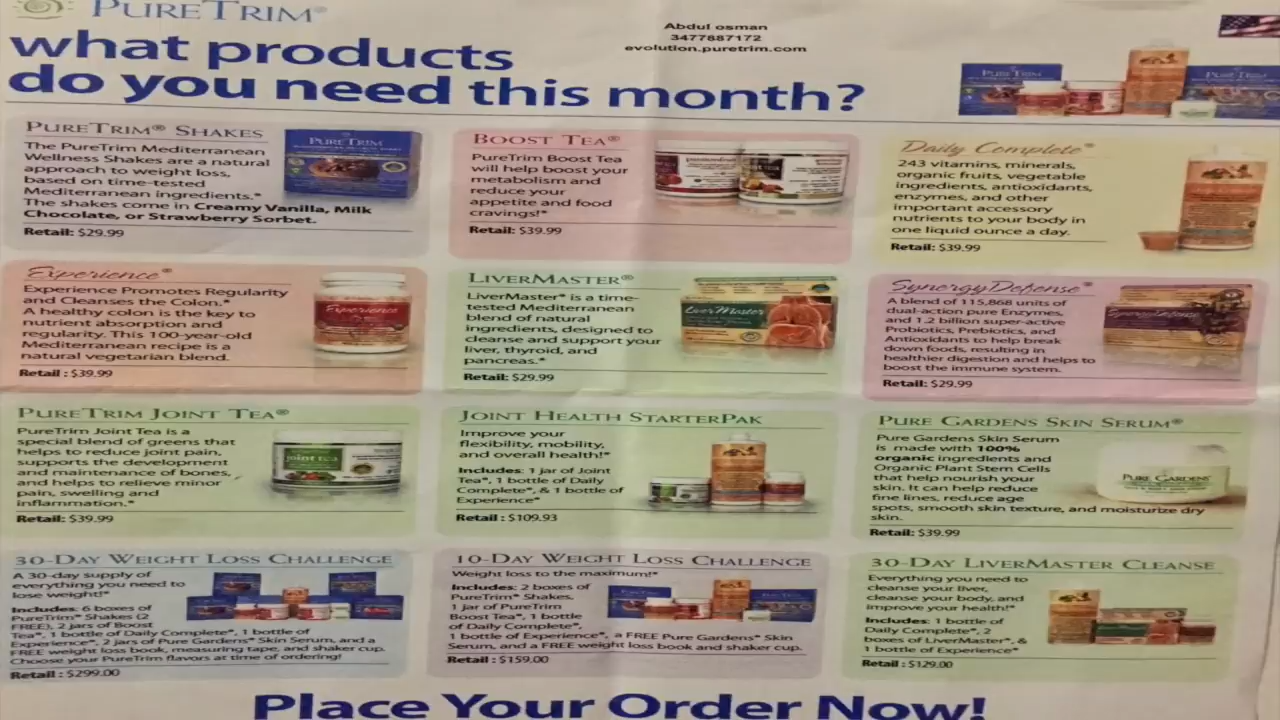 PURETRIM®
Abdul osman
3477887172
evolution.puretrim.com
what products
do you need this month?
PURETRIM® SHAKES
The PureTrim Mediterranean
Wellness Shakes are a natural
approach to weight loss,
based on time-tested
Mediterranean ingredients.*
The shakes come in Creamy Vanilla, Milk
Chocolate, or Strawberry Sorbet.
Retail: $29.99
PURETRIM
BOOST TEA®
PureTrim Boost Tea
will help boost your
metabolism and
reduce your
appetite and food
cravings!*
Retail: $39.99
Daily Complete®
243 vitamins, minerals,
organic fruits, vegetable
ingredients, antioxidants,
enzymes, and other
important accessory
nutrients to your body in
one liquid ounce a day.
Retail: $39.99
Experience®
Experience Promotes Regularity
and Cleanses the Colon.*
A healthy colon is the key to
nutrient absorption and
regularity. This 100-year-old
Mediterranean recipe is a
natural vegetarian blend.
Retail : $39.99
Experience
LIVERMASTER®
LiverMaster® is a time-
tested Mediterranean
blend of natural
ingredients, designed to
cleanse and support your
liver, thyroid, and
pancreas.*
Retail: $29.99
LiverMaster
SynergyDefense®
A blend of 115,868 units of
dual-action pure Enzymes,
and 1.2 billion super-active
Probiotics, Prebiotics, and
Antioxidants to help break
down foods, resulting in
healthier digestion and helps to
boost the immune system.
Retail: $29.99
SynergyDefense
PURETRIM JOINT TEA®
PureTrim Joint Tea is a
special blend of greens that
helps to reduce joint pain,
supports the development
and maintenance of bones,
and helps to relieve minor
pain, swelling and
inflammation.*
Retail: $39.99
joint tea
JOINT HEALTH STARTERPAK
Improve your
flexibility, mobility,
and overall health!*
Includes: 1 jar of Joint
Tea®, 1 bottle of Daily
Complete®, & 1 bottle of
Experience®
Retail : $109.93
PURE GARDENS SKIN SERUM®
Pure Gardens Skin Serum
is made with 100%
organic ingredients and
Organic Plant Stem Cells
that help nourish your
skin. It can help reduce
fine lines, reduce age
spots, smooth skin texture, and moisturize dry
skin.
Retail: $39.99
PURE GARDENS
30-DAY WEIGHT LOSS CHALLENGE
A 30-day supply of
everything you need to
lose weight!*
Includes: 6 boxes of
PureTrim® Shakes (2
FREE), 2 jars of Boost
Tea®, 1 bottle of Daily Complete®, 1 bottle of
Experience®, 2 jars of Pure Gardens® Skin Serum, and a
FREE weight loss book, measuring tape, and shaker cup.
Choose your PureTrim flavors at time of ordering!
Retail : $299.00
10-DAY WEIGHT LOSS CHALLENGE
Weight loss to the maximum!*
Includes: 2 boxes of
PureTrim® Shakes,
1 jar of PureTrim
Boost Tea®, 1 bottle
of Daily Complete®,
1 bottle of Experience®, a FREE Pure Gardens® Skin
Serum, and a FREE weight loss book and shaker cup.
Retail : $159.00
30-DAY LIVERMASTER CLEANSE
Everything you need to
cleanse your liver,
cleanse your body, and
improve your health!*
Includes: 1 bottle of
Daily Complete®, 2
boxes of LiverMaster®, &
1 bottle of Experience®
Retail : $129.00
Place Your Order Now!